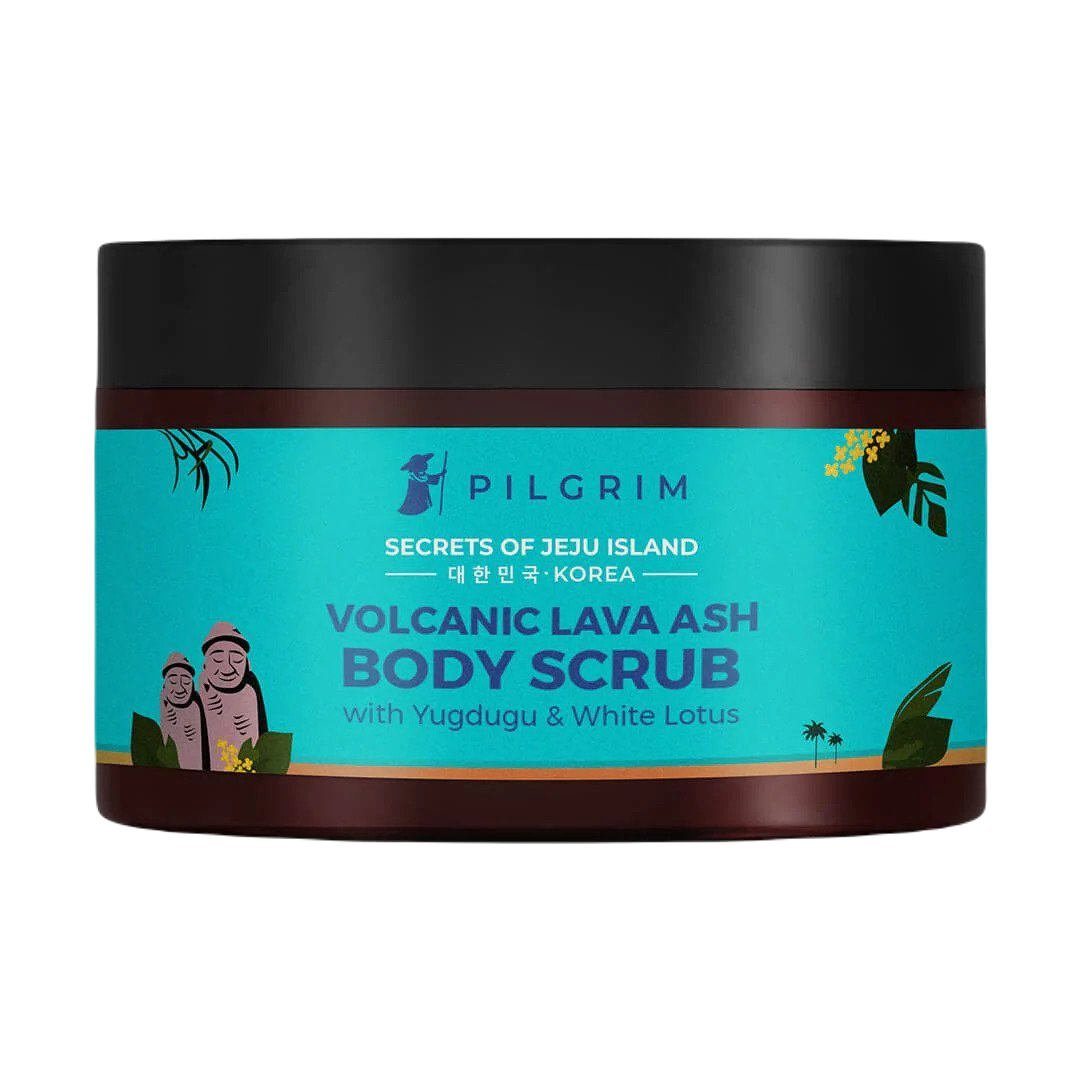 PILGRIM
SECRETS OF JEJU ISLAND
대한민국·KOREA
VOLCANIC LAVA ASH
BODY SCRUB
with Yugdugu & White Lotus